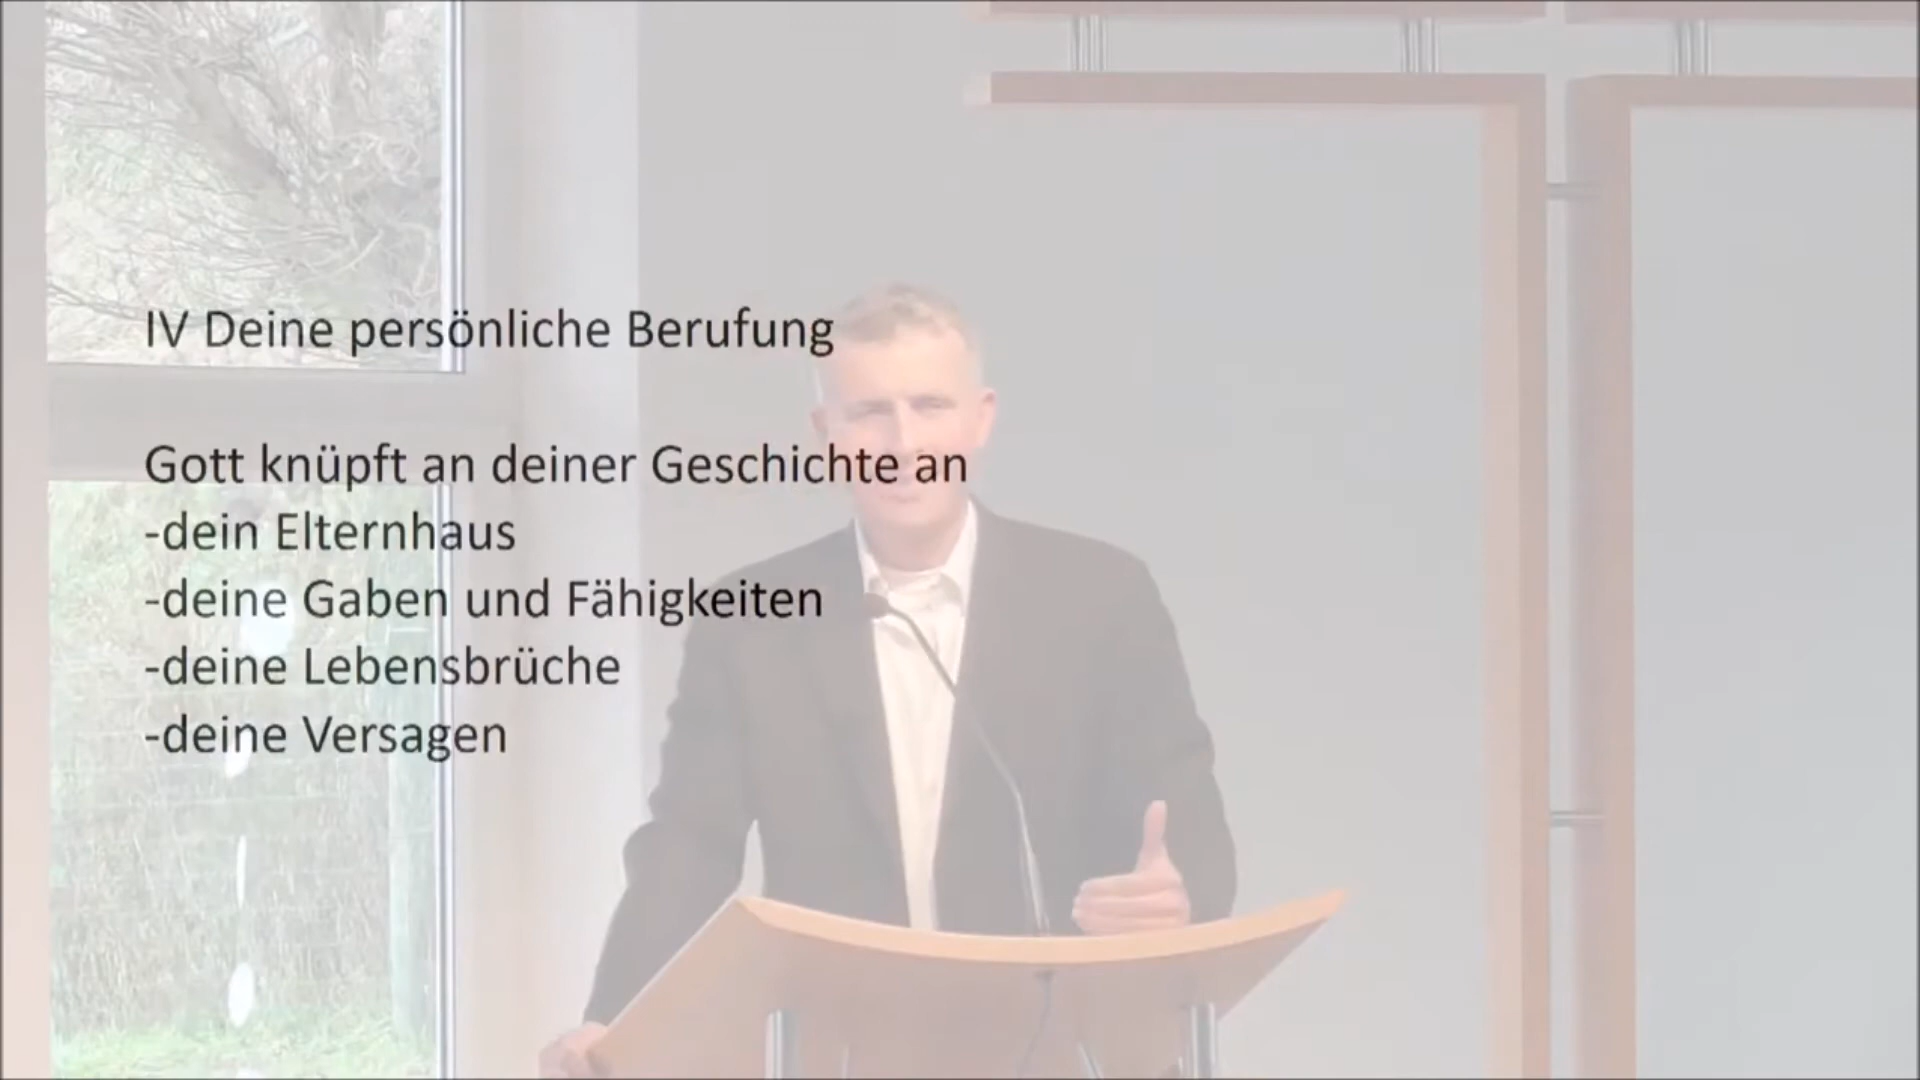 IV Deine persönliche Berufung
Gott knüpft an deiner Geschichte an
-dein Elternhaus
-deine Gaben und Fähigkeiten
-deine Lebensbrüche
-deine Versagen